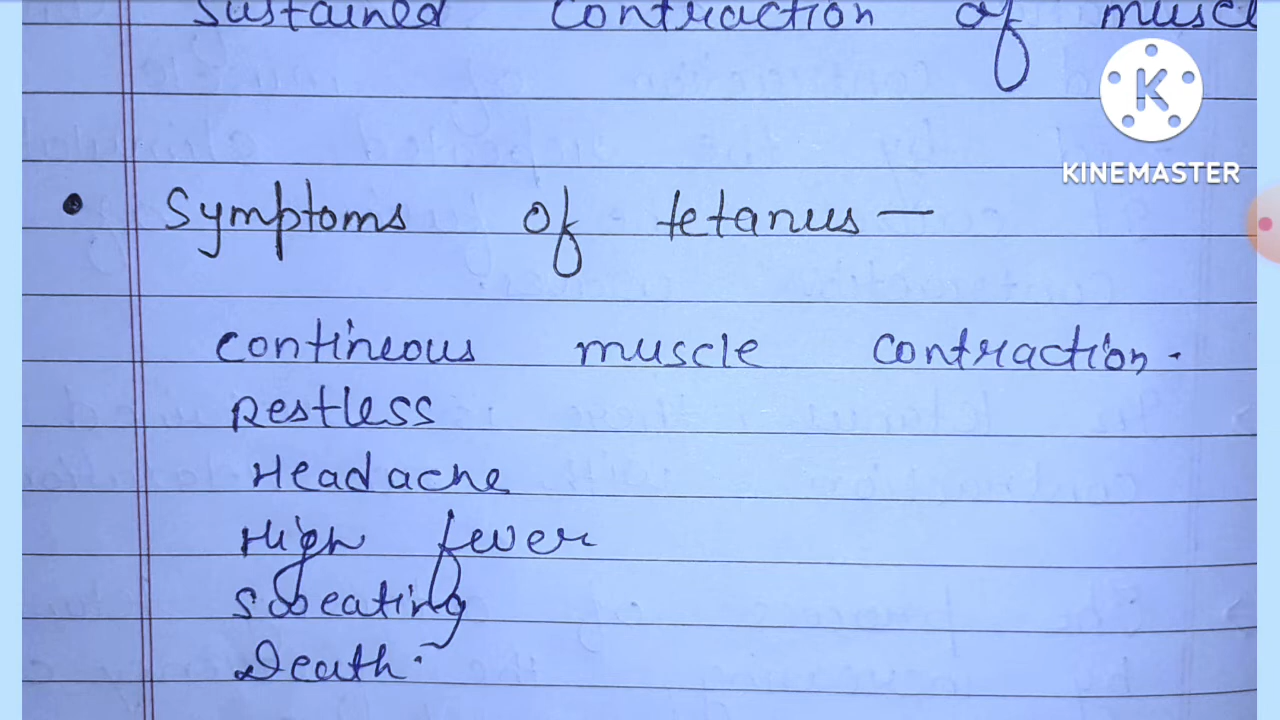 sustained contraction of muscl
K
KINEMASTER
• Symptoms of tetanus —
contineous muscle contraction.
Restless
Headache
High fever
sweating
Death.